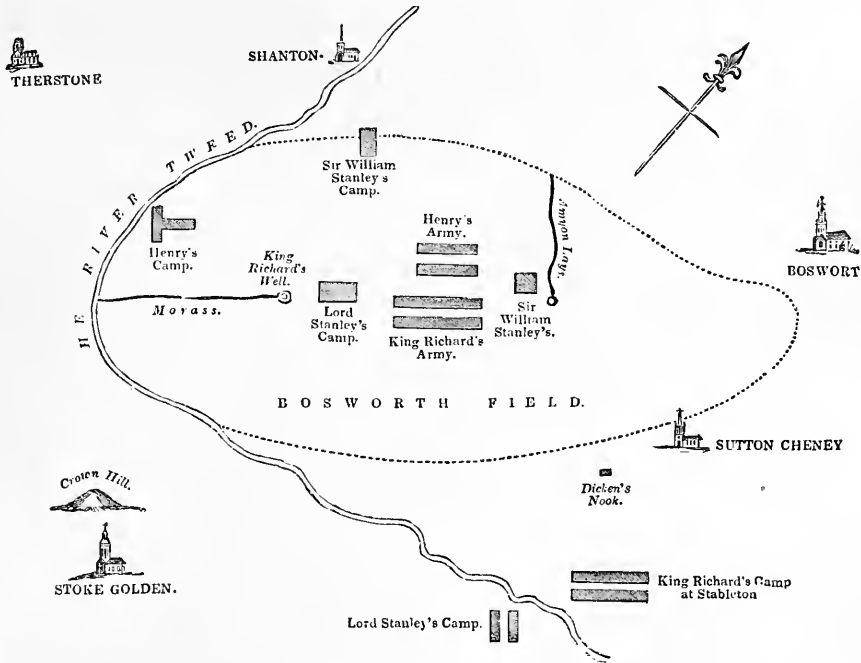 THERSTONE
SHANTON.
HE RIVER TWEED.
Sir William
Stanley's
Camp.
Henry's
Camp.
King
Richard's
Well.
Morass.
Lord
Stanley's
Camp.
Henry's
Army.
King Richard's
Army.
Sir
William
Stanley's.
Amyon Lays.
BOSWORT
BOSWORTH FIELD.
SUTTON CHENEY
Dicken's
Nook.
Crown Hill.
STOKE GOLDEN.
Lord Stanley's Camp.
King Richard's Camp
at Stableton